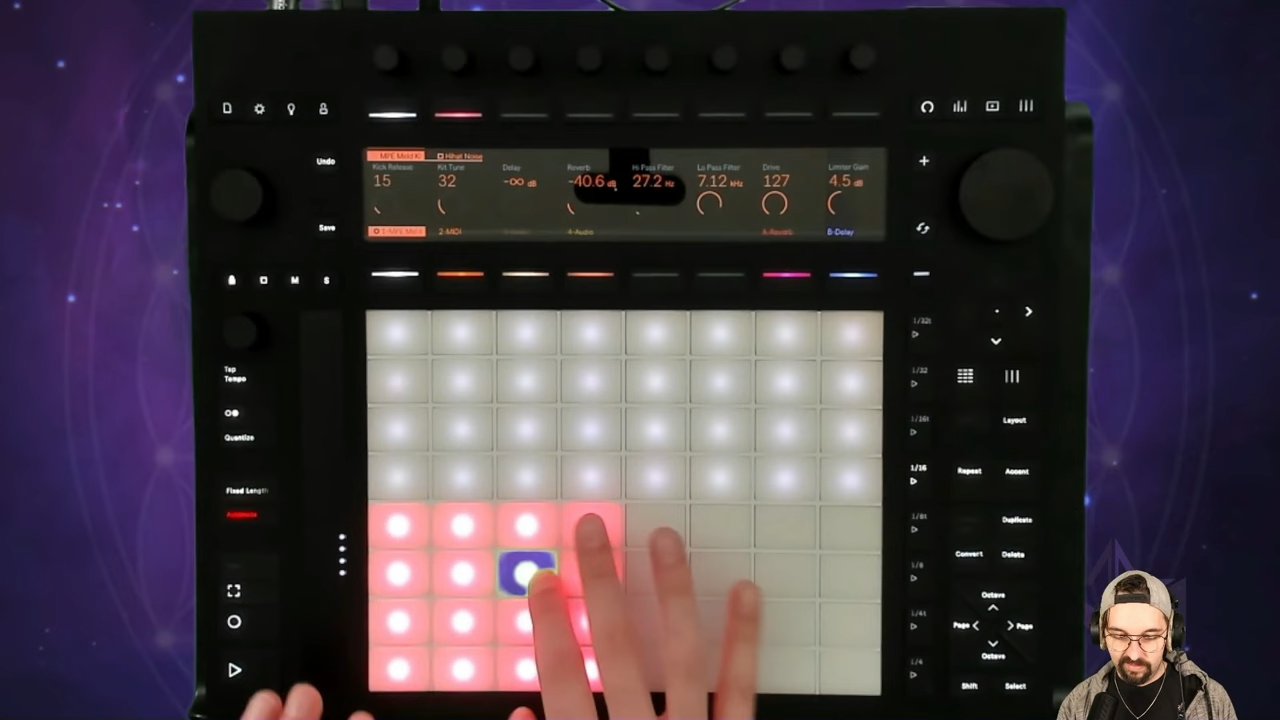 Undo
MPE Meld Ki Hihat Noise
Kick Release Kit Tune Delay Reverb Hi Pass Filter Lo Pass Filter Drive Limiter Gain
15 32 -∞ dB -40.6 dB 27.2 Hz 7.12 kHz 127 4.5 dB
Save
2-MIDI 4-Audio A-Reverb B-Delay
M S
1/32t
Tap
Tempo
1/32
1/16t
Layout
Quantize
1/16
Repeat Accent
Fixed Length
Automate
1/8t
Duplicate
Convert Delete
1/8
Octave
1/4t
Page Page
Octave
1/4
Shift Select